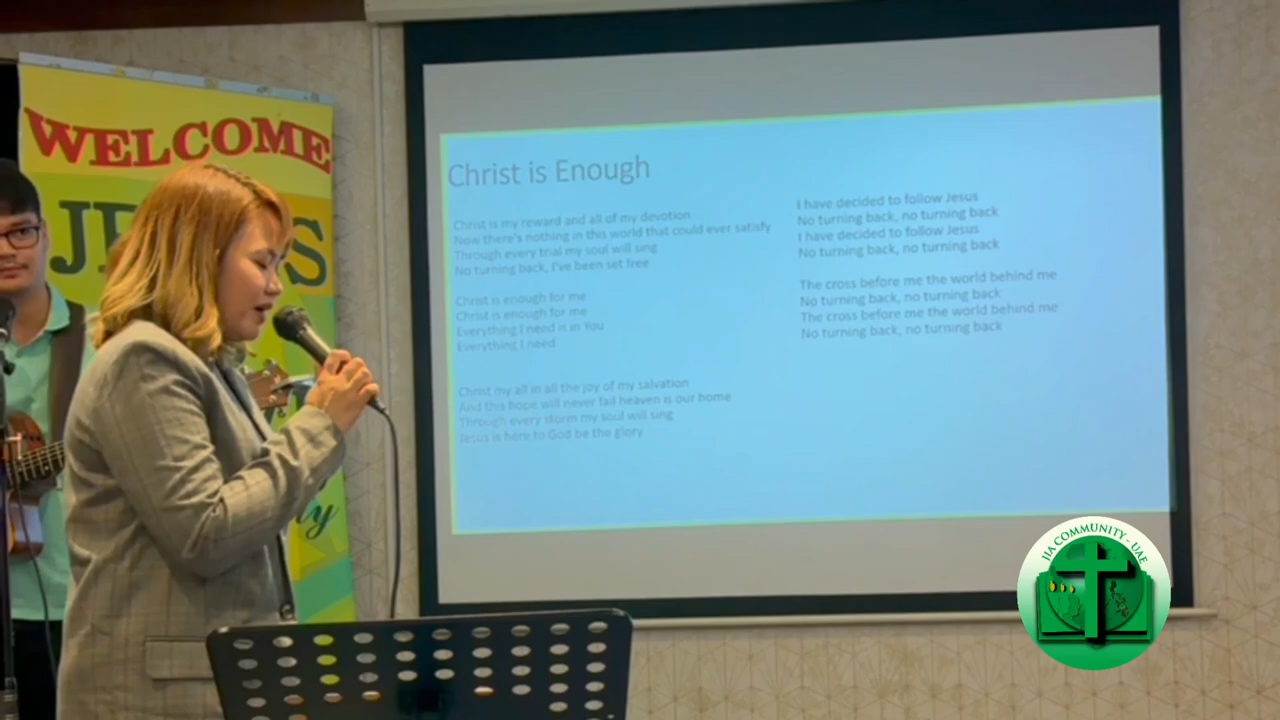 WELCOME
JE
S
ly
Christ is Enough
Christ is my reward and all of my devotion
Now there's nothing in this world that could ever satisfy
Through every trial my soul will sing
No turning back, I've been set free
Christ is enough for me
Christ is enough for me
Everything I need is in You
Everything I need
Christ my all in all the joy of my salvation
And this hope will never fail heaven is our home
Through every storm my soul will sing
Jesus is here to God be the glory
I have decided to follow Jesus
No turning back, no turning back
I have decided to follow Jesus
No turning back, no turning back
The cross before me the world behind me
No turning back, no turning back
The cross before me the world behind me
No turning back, no turning back
JIA COMMUNITY - UAE